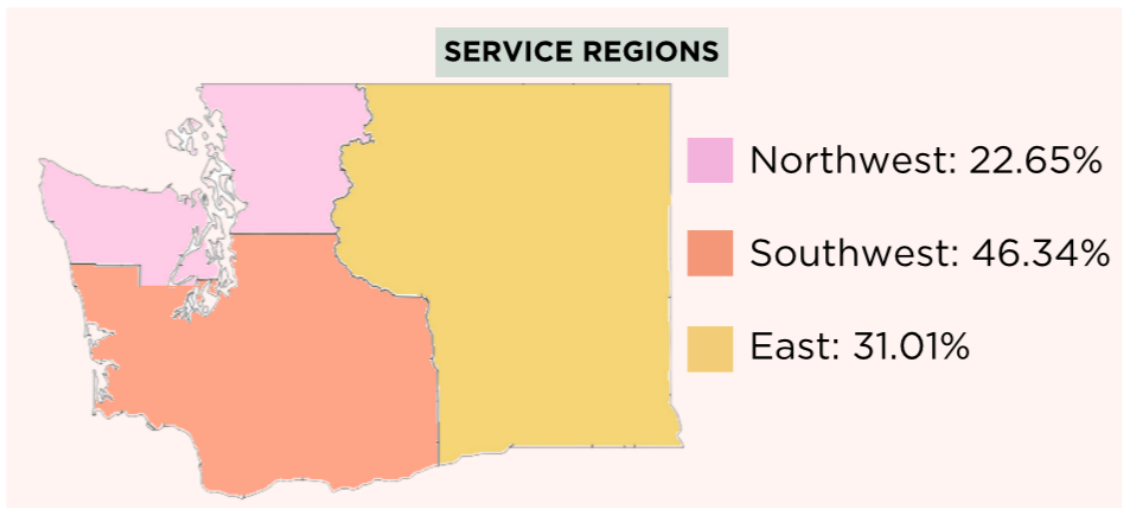 SERVICE REGIONS
Northwest: 22.65%
Southwest: 46.34%
East: 31.01%